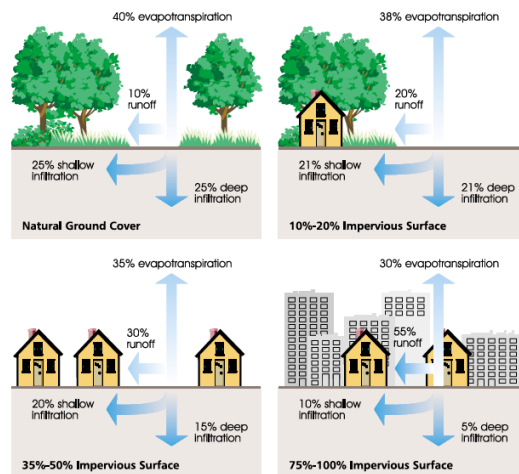 40% evapotranspiration
10%
runoff
25% shallow
infiltration
25% deep
infiltration
Natural Ground Cover
38% evapotranspiration
20%
runoff
21% shallow
infiltration
21% deep
infiltration
10%-20% Impervious Surface
35% evapotranspiration
30%
runoff
20% shallow
infiltration
15% deep
infiltration
35%-50% Impervious Surface
30% evapotranspiration
55%
runoff
10% shallow
infiltration
5% deep
infiltration
75%-100% Impervious Surface